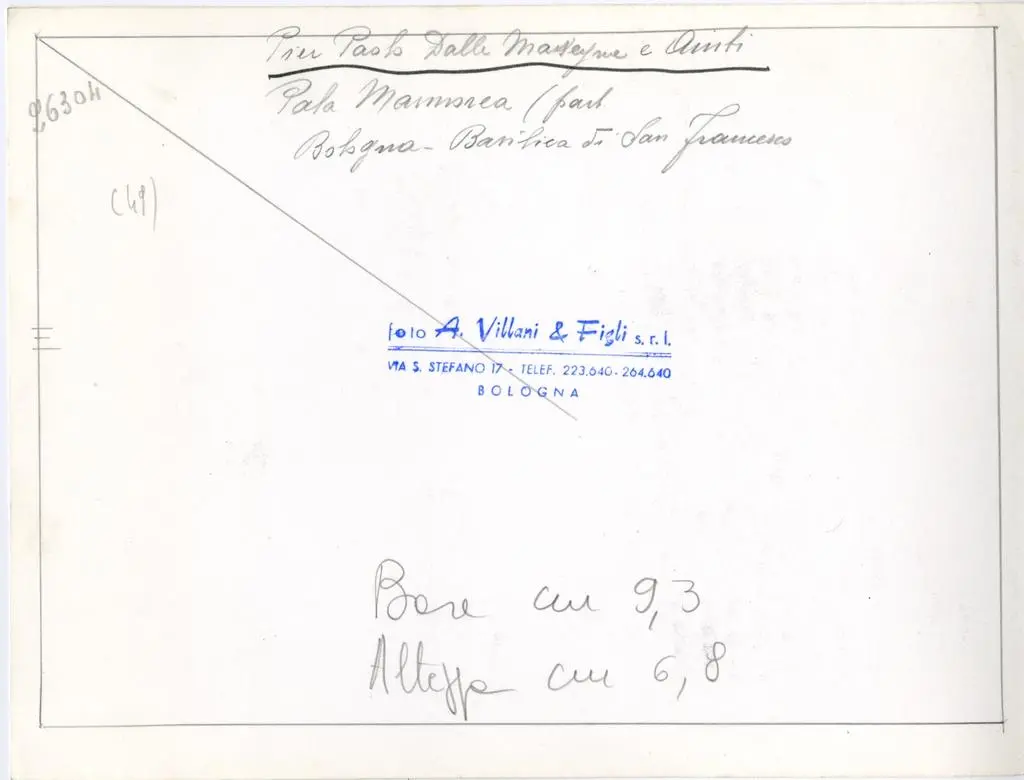 Pier Paolo Dalle Masegne e Aiuti
Pala Marmorea (part
Bologna - Basilica di San Francesco
26304
(49)
foto A. Villani & Figli s. r. l.
VIA S. STEFANO 17 - TELEF. 223.640 - 264.640
BOLOGNA
Base cm 9,3
Altezza cm 6,8